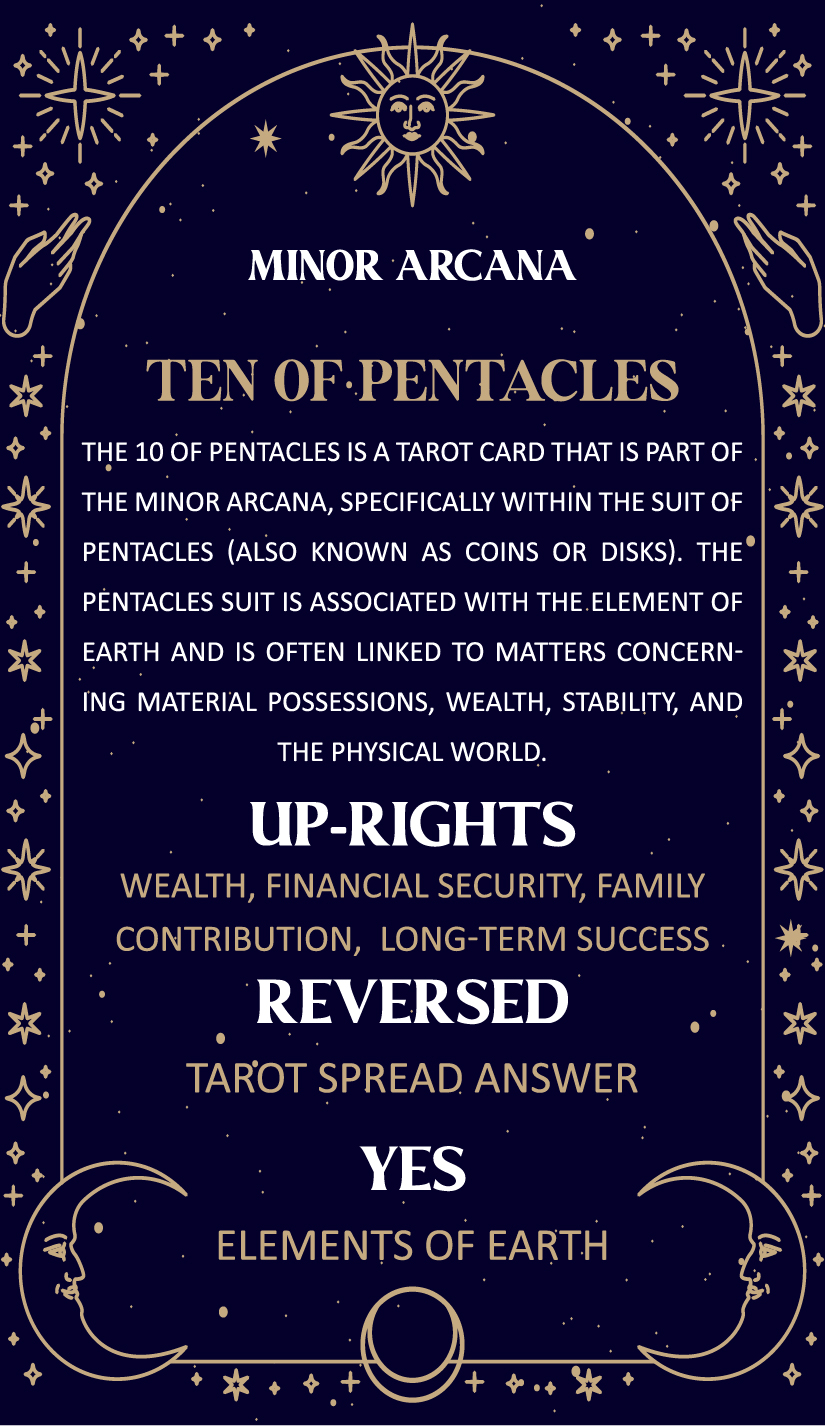 MINOR ARCANA
TEN OF PENTACLES
THE 10 OF PENTACLES IS A TAROT CARD THAT IS PART OF
THE MINOR ARCANA, SPECIFICALLY WITHIN THE SUIT OF
PENTACLES (ALSO KNOWN AS COINS OR DISKS). THE
PENTACLES SUIT IS ASSOCIATED WITH THE ELEMENT OF
EARTH AND IS OFTEN LINKED TO MATTERS CONCERN-
ING MATERIAL POSSESSIONS, WEALTH, STABILITY, AND
THE PHYSICAL WORLD.
UP-RIGHTS
WEALTH, FINANCIAL SECURITY, FAMILY
CONTRIBUTION, LONG-TERM SUCCESS
REVERSED
TAROT SPREAD ANSWER
YES
ELEMENTS OF EARTH